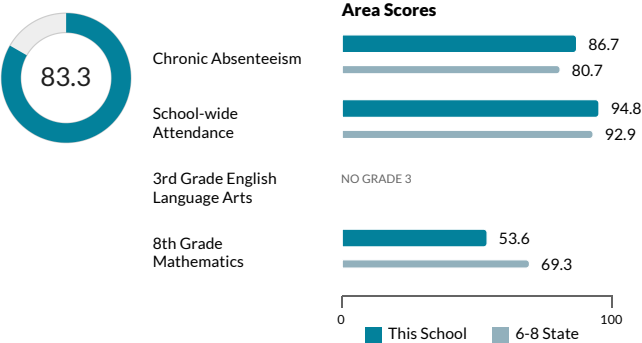 83.3
Area Scores
Chronic Absenteeism
86.7
80.7
School-wide
Attendance
94.8
92.9
3rd Grade English
Language Arts
NO GRADE 3
8th Grade
Mathematics
53.6
69.3
0
100
This School
6-8 State